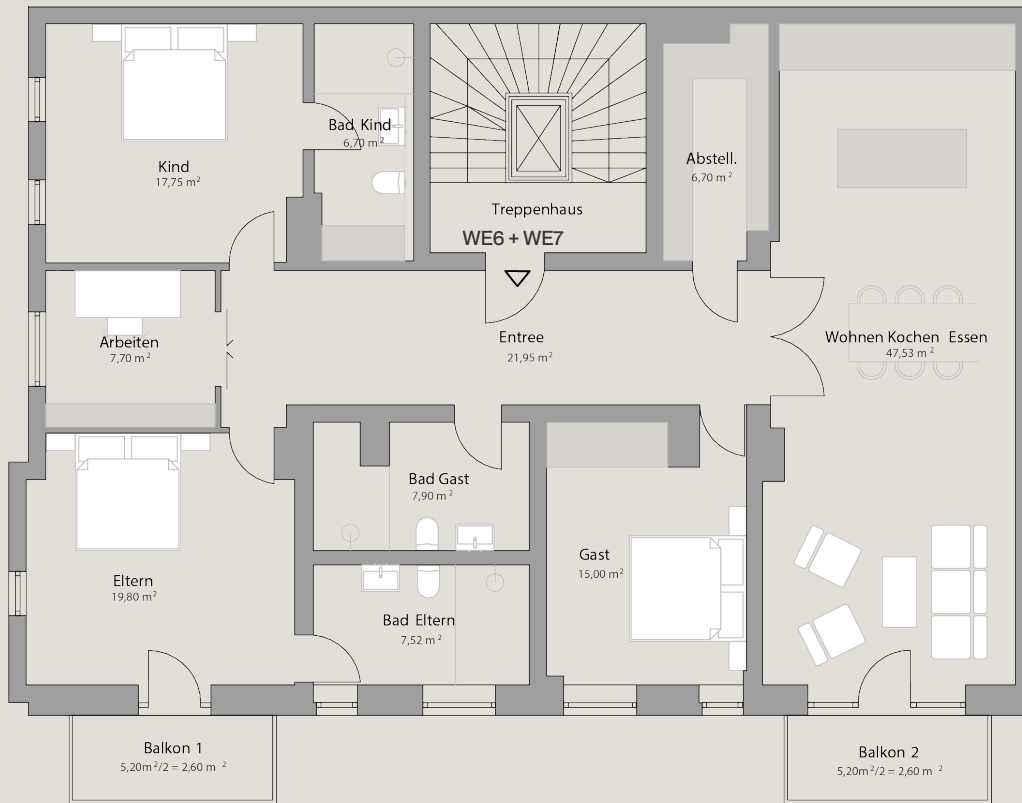 Kind
17,75 m²
Bad Kind
6,70 m²
Treppenhaus
WE6 + WE7
Abstell.
6,70 m²
Arbeiten
7,70 m²
Entree
21,95 m²
Wohnen Kochen Essen
47,53 m²
Bad Gast
7,90 m²
Eltern
19,80 m²
Bad Eltern
7,52 m²
Gast
15,00 m²
Balkon 1
5,20m²/2 = 2,60 m²
Balkon 2
5,20m²/2 = 2,60 m²